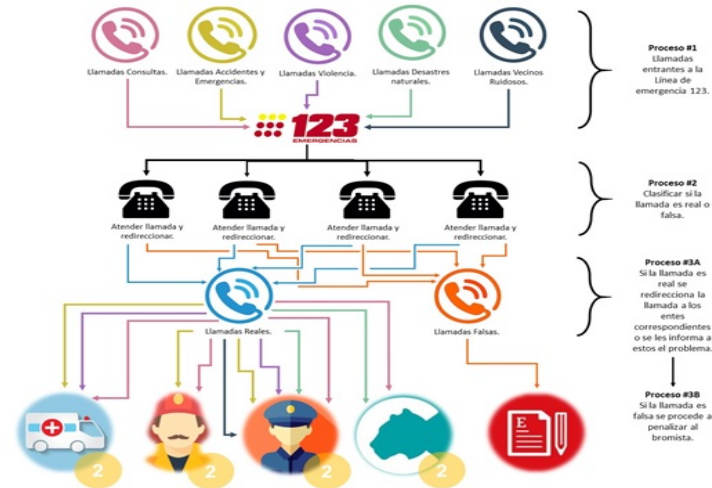 Llamadas Consultas.
Llamadas Accidentes y
Emergencias.
Llamadas Violencia.
Llamadas Desastres
naturales.
Llamadas Vecinos
Ruidosos.
Proceso #1
Llamadas
entrantes a la
Línea de
emergencia 123.
123
EMERGENCIAS
Atender llamada y
redireccionar.
Atender llamada y
redireccionar.
Atender llamada y
redireccionar.
Atender llamada y
redireccionar.
Proceso #2
Clasificar si la
llamada es real o
falsa.
Llamadas Reales.
Llamadas Falsas.
Proceso #3A
Si la llamada es
real se
redirecciona la
llamada a los
entes
correspondientes
o se les informa a
estos el problema.
2
2
2
2
E
Proceso #3B
Si la llamada es
falsa se procede a
penalizar al
bromista.